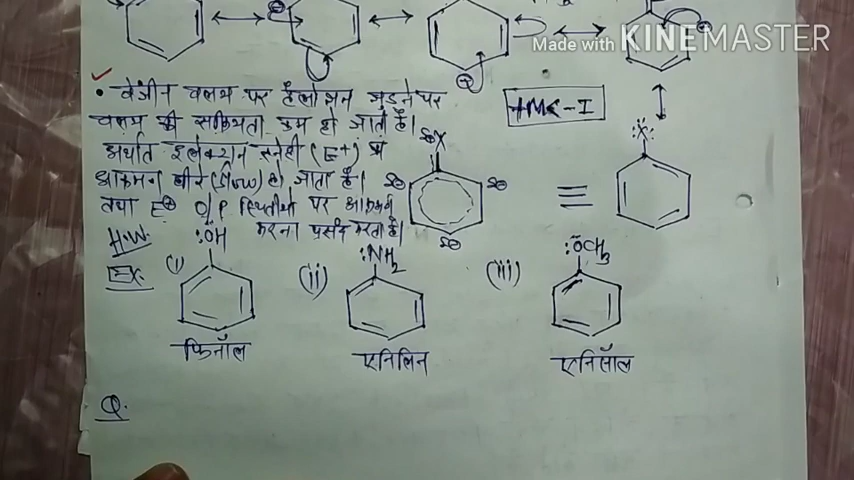 Made with KINEMASTER
• बेंजीन वलय पर हैलोजन जुड़ने पर
वलय की सक्रियता कम हो जाती है।
अर्थात इलेक्ट्रान स्नेही (E+) का
आक्रमण धीरे (slow) हो जाता है।
तथा E⊕ o/p स्थितियों पर आक्रमण
करना पसंद करता है।
+M<-I
δ⊕X
δ⊖ δ⊖
δ⊖
:X:
H.W.
Ex. (i) :OH (ii) :NH2 (iii) :OCH3
फिनॉल एनिलिन एनिसॉल
Q.